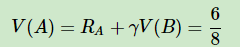 V(A) = R_A + γV(B) = 6/8